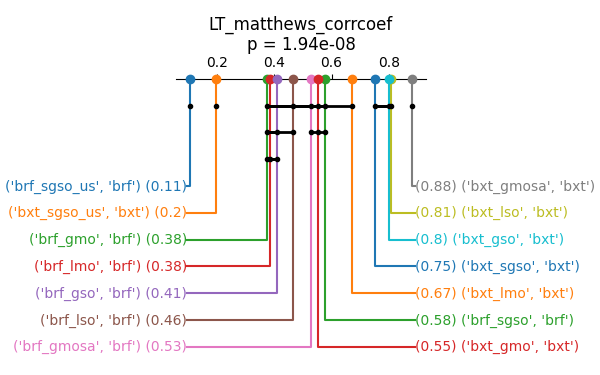 LT_matthews_corrcoef
p = 1.94e-08
0.2 0.4 0.6 0.8
('brf_sgso_us', 'brf') (0.11)
(0.88) ('bxt_gmosa', 'bxt')
('bxt_sgso_us', 'bxt') (0.2)
(0.81) ('bxt_lso', 'bxt')
('brf_gmo', 'brf') (0.38)
(0.8) ('bxt_gso', 'bxt')
('brf_lmo', 'brf') (0.38)
(0.75) ('bxt_sgso', 'bxt')
('brf_gso', 'brf') (0.41)
(0.67) ('bxt_lmo', 'bxt')
('brf_lso', 'brf') (0.46)
(0.58) ('brf_sgso', 'brf')
('brf_gmosa', 'brf') (0.53)
(0.55) ('bxt_gmo', 'bxt')